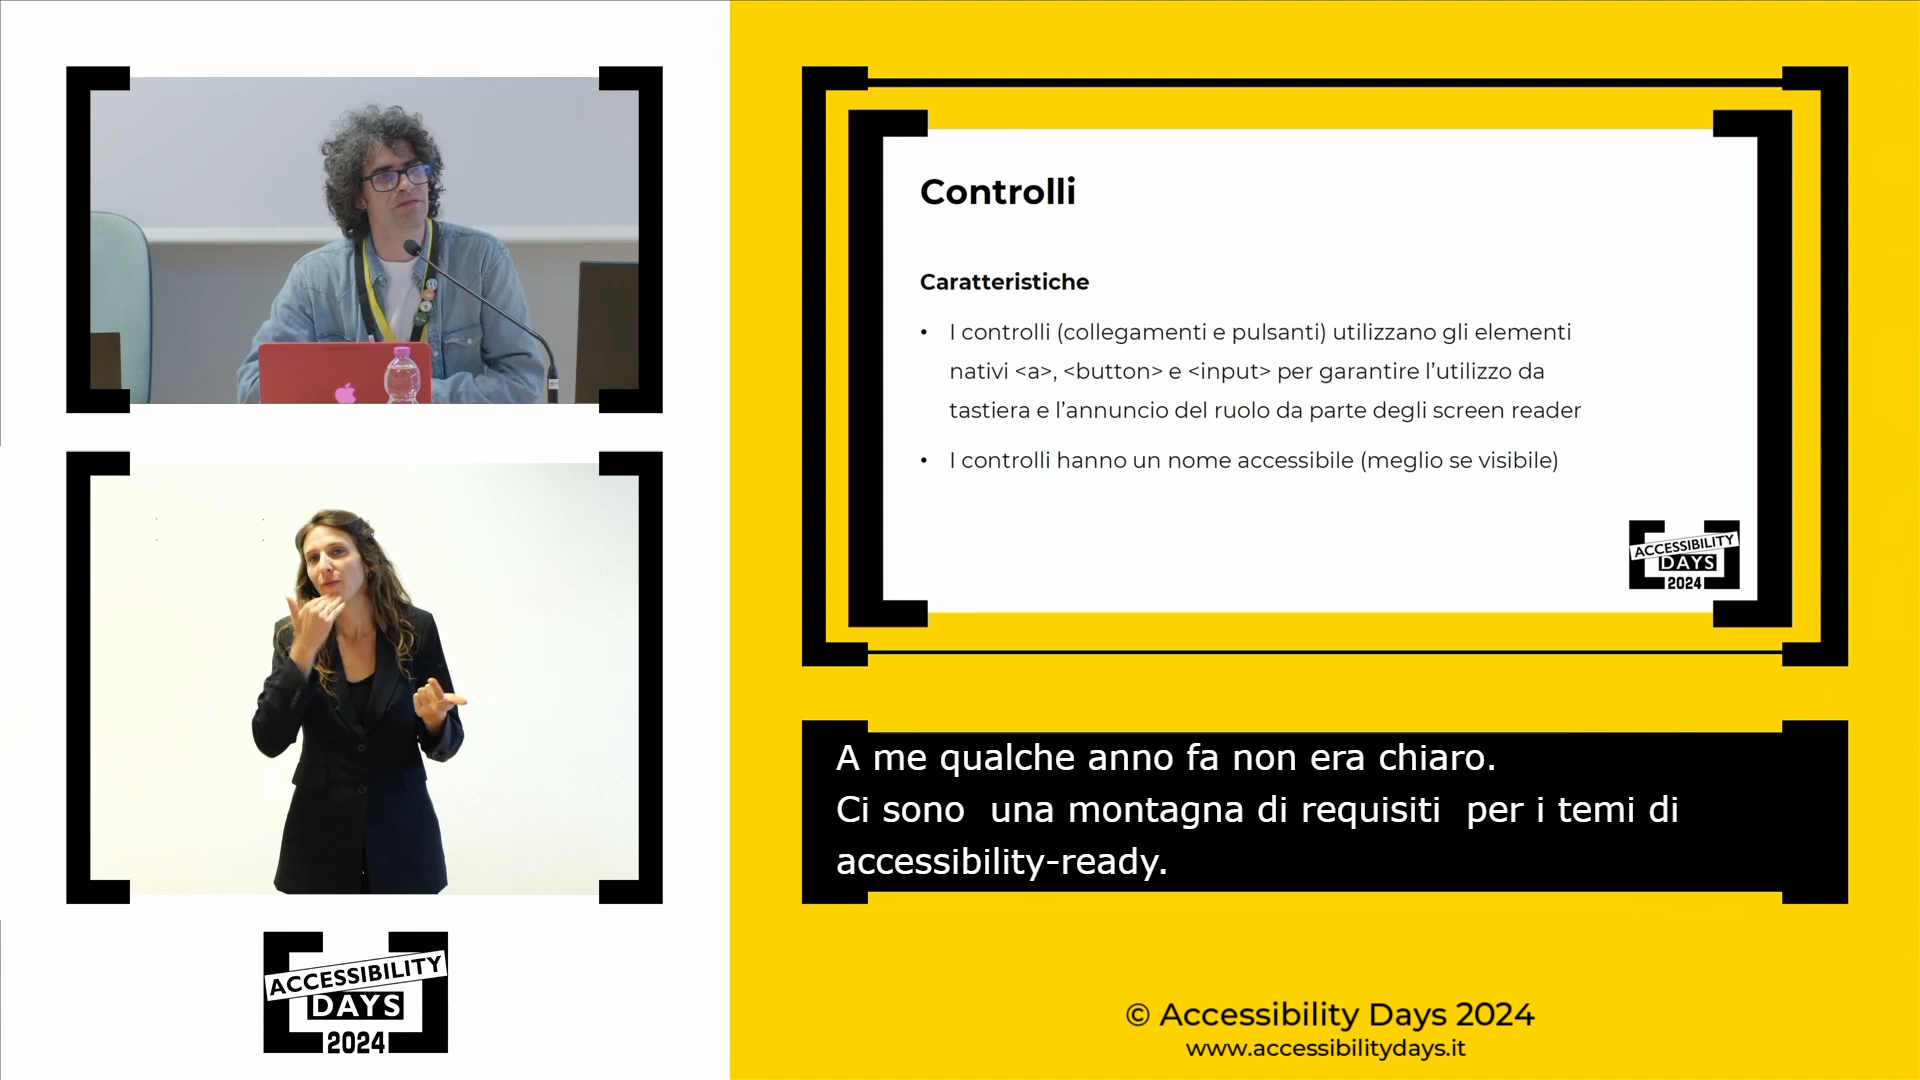 Controlli
Caratteristiche
• I controlli (collegamenti e pulsanti) utilizzano gli elementi
nativi <a>, <button> e <input> per garantire l’utilizzo da
tastiera e l’annuncio del ruolo da parte degli screen reader
• I controlli hanno un nome accessibile (meglio se visibile)
ACCESSIBILITY
DAYS
2024
A me qualche anno fa non era chiaro.
Ci sono  una montagna di requisiti  per i temi di
accessibility-ready.
ACCESSIBILITY
DAYS
2024
© Accessibility Days 2024
www.accessibilitydays.it